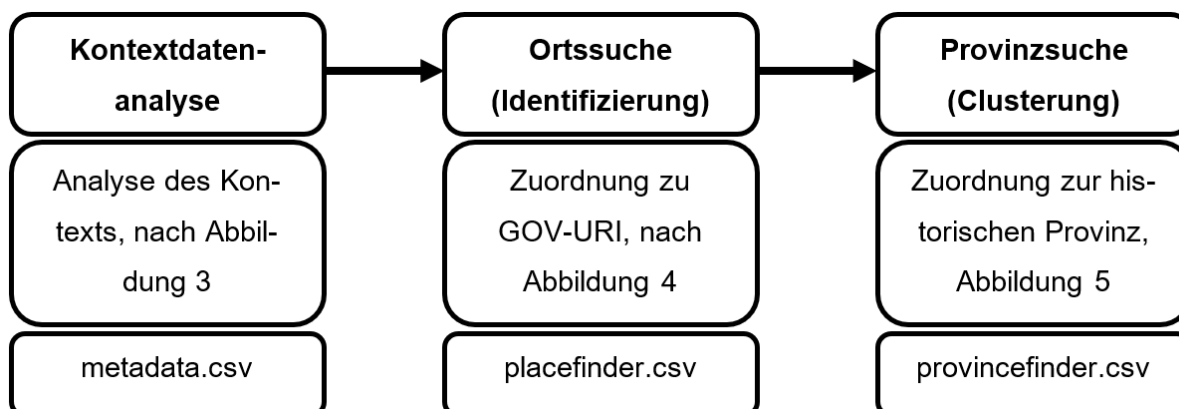 Kontextdaten-
analyse
Ortssuche
(Identifizierung)
Provinzsuche
(Clusterung)
Analyse des Kon-
texts, nach Abbil-
dung 3
Zuordnung zu
GOV-URI, nach
Abbildung 4
Zuordnung zur his-
torischen Provinz,
Abbildung 5
metadata.csv
placefinder.csv
provincefinder.csv